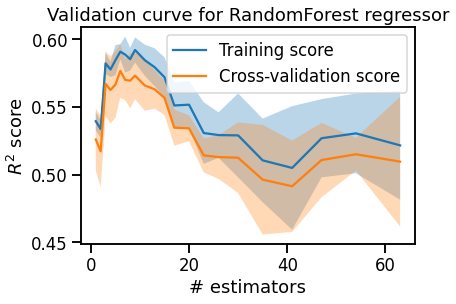 Validation curve for RandomForest regressor
Training score
Cross-validation score
R² score
0.60
0.55
0.50
0.45
0
20
40
60
# estimators